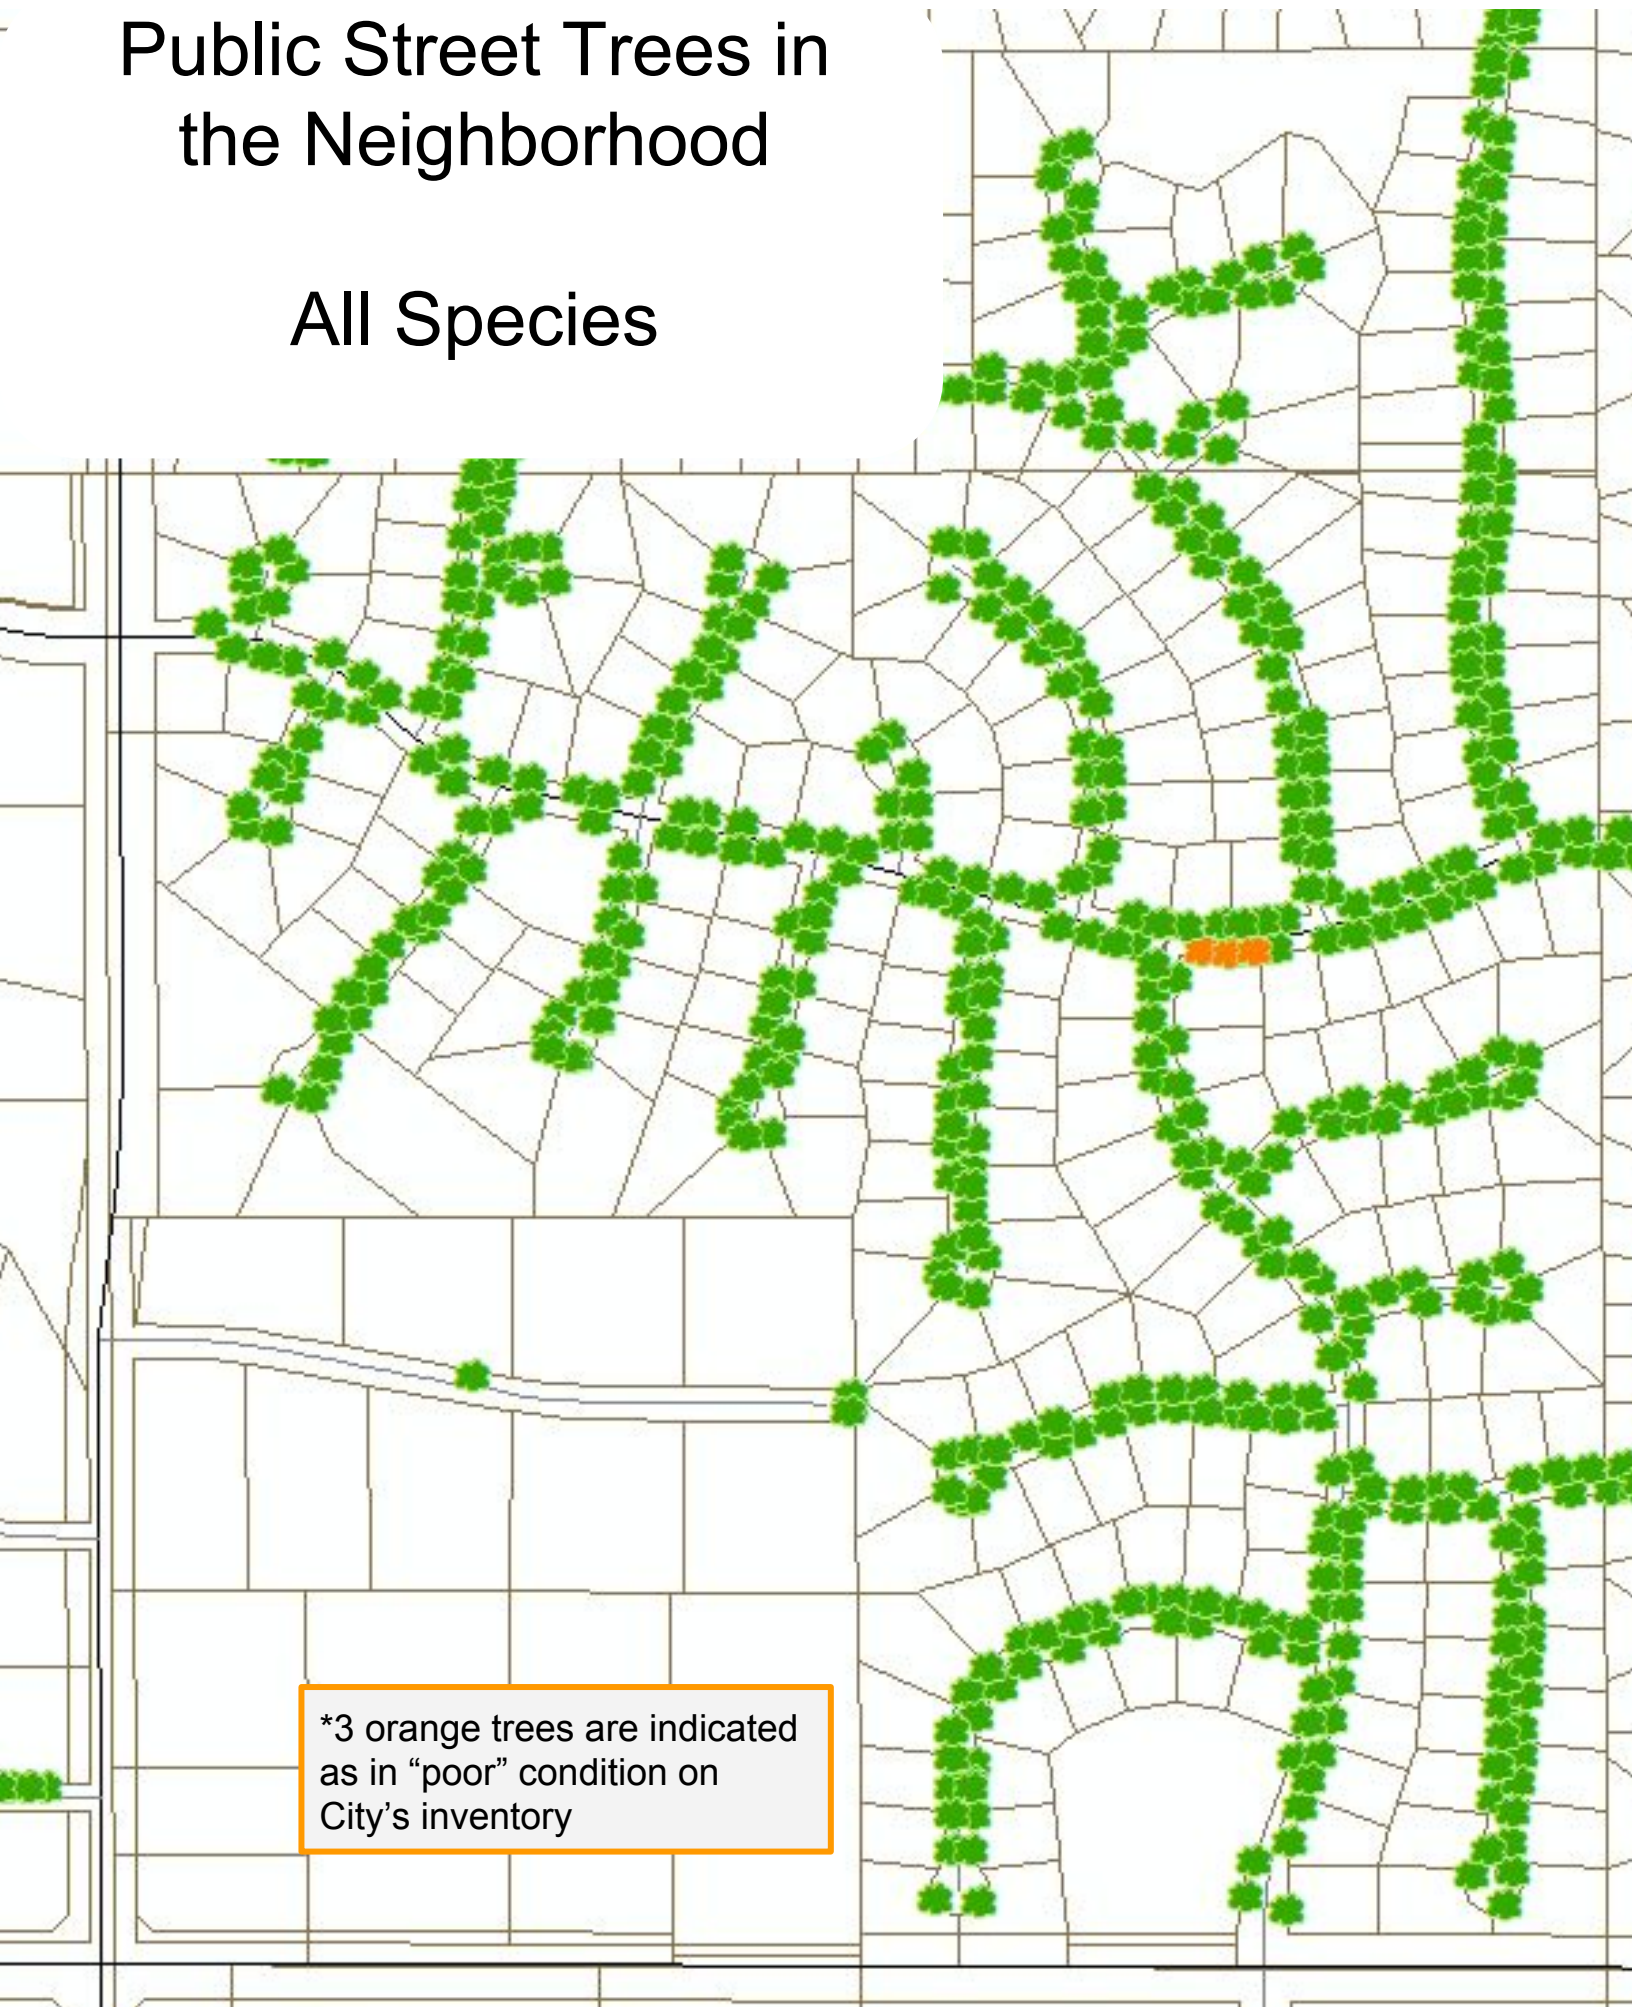 Public Street Trees in
the Neighborhood
All Species
*3 orange trees are indicated
as in “poor” condition on
City’s inventory